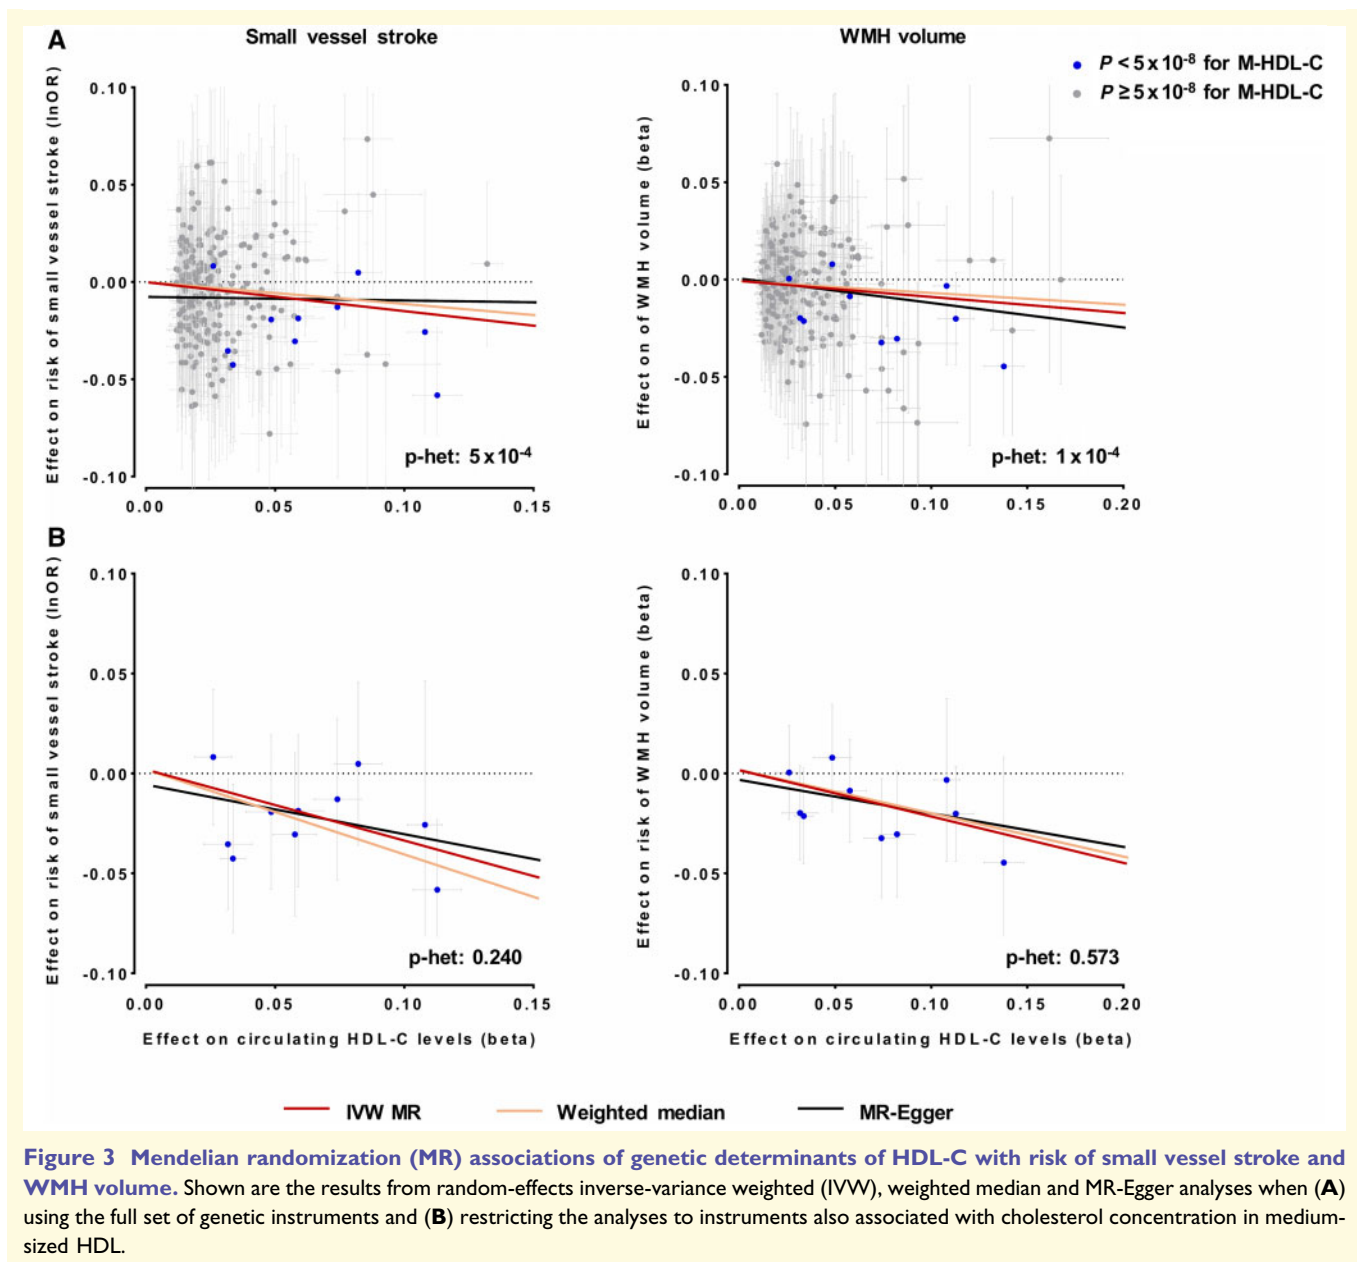 A
Small vessel stroke
WMH volume
P < 5 x 10-8 for M-HDL-C
P ≥ 5 x 10-8 for M-HDL-C
Effect on risk of small vessel stroke (lnOR)
0.10
0.05
0.00
-0.05
-0.10
p-het: 5 x 10-4
0.00 0.05 0.10 0.15
Effect of WMH volume (beta)
0.10
0.05
0.00
-0.05
-0.10
p-het: 1 x 10-4
0.00 0.05 0.10 0.15 0.20
B
Effect on risk of small vessel stroke (lnOR)
0.10
0.05
0.00
-0.05
-0.10
p-het: 0.240
0.00 0.05 0.10 0.15
Effect on circulating HDL-C levels (beta)
Effect on risk of WMH volume (beta)
0.10
0.05
0.00
-0.05
-0.10
p-het: 0.573
0.00 0.05 0.10 0.15 0.20
Effect on circulating HDL-C levels (beta)
IVW MR Weighted median MR-Egger
Figure 3 Mendelian randomization (MR) associations of genetic determinants of HDL-C with risk of small vessel stroke and
WMH volume. Shown are the results from random-effects inverse-variance weighted (IVW), weighted median and MR-Egger analyses when (A)
using the full set of genetic instruments and (B) restricting the analyses to instruments also associated with cholesterol concentration in medium-
sized HDL.